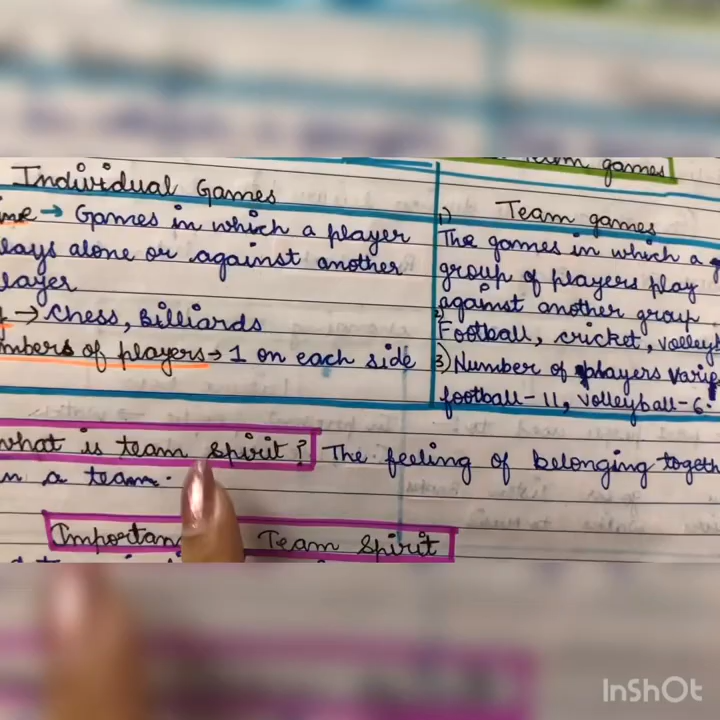 team games
Individual Games
Games in which a player
alone or against another
→ Chess, Billiards
of players → 1 on each side
Team games
1)
The games in which a
group of players play
against another group
2)
Football, cricket,
3) Number of players
football-11, volleyball-6.
what is team spirit? The feeling of belonging
a team.
Team Spirit
InShOt